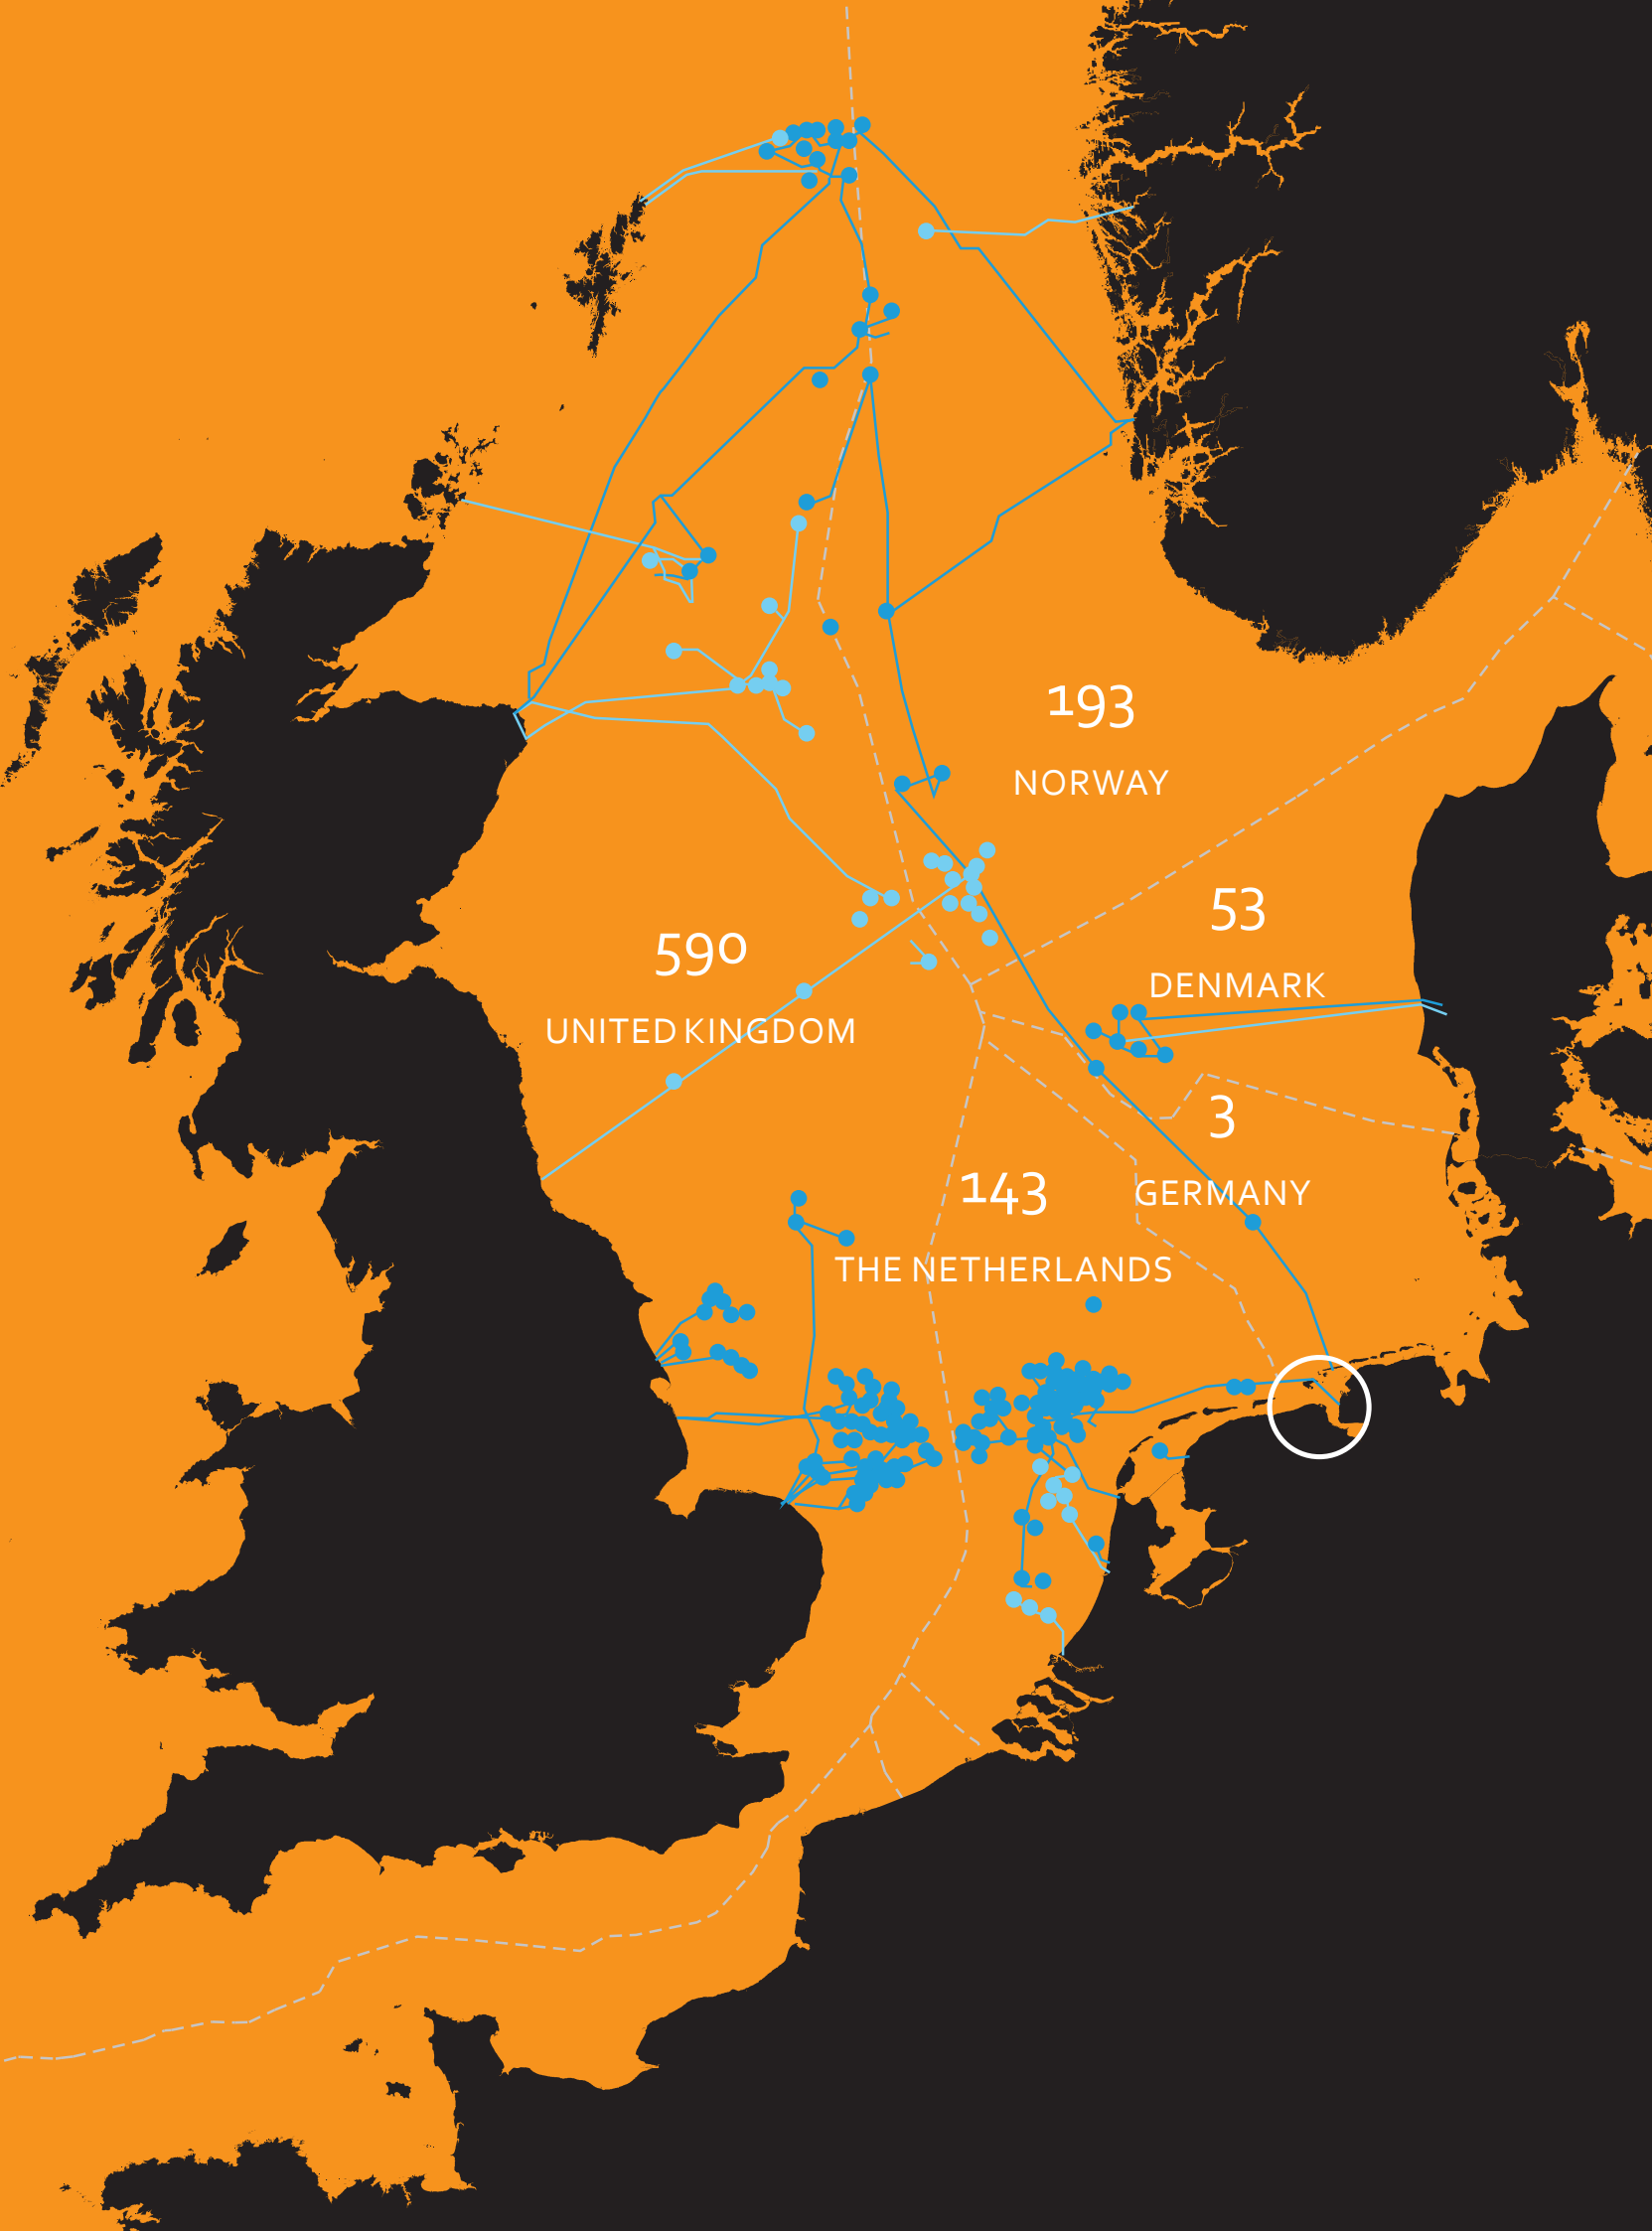 193
NORWAY
53
DENMARK
590
UNITED KINGDOM
3
GERMANY
143
THE NETHERLANDS